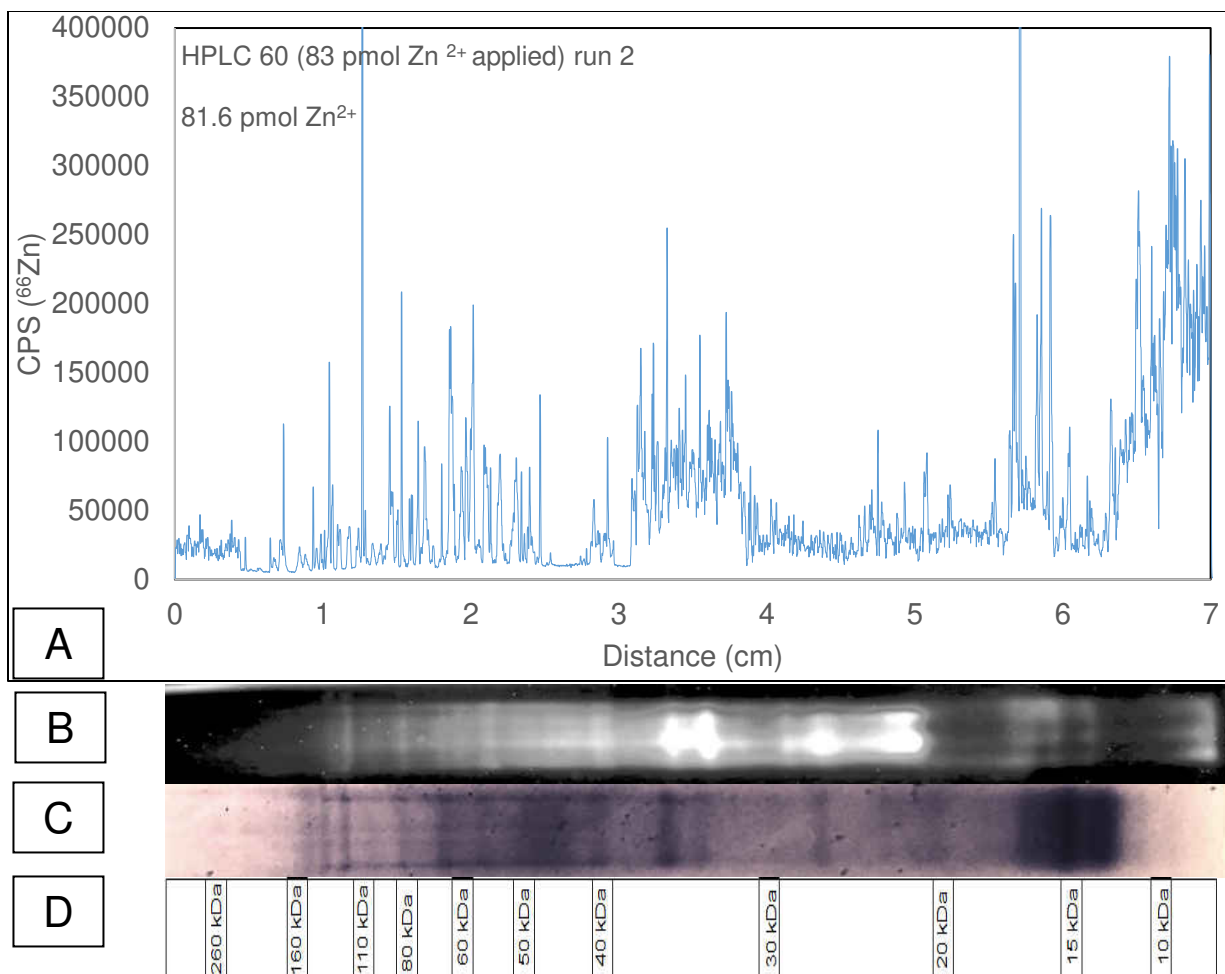 400000
HPLC 60 (83 pmol Zn 2+ applied) run 2
350000
81.6 pmol Zn2+
300000
250000
200000
150000
100000
50000
0
CPS (66Zn)
0 1 2 3 4 5 6 7
Distance (cm)
A
B
C
D
260 kDa
160 kDa
110 kDa
80 kDa
60 kDa
50 kDa
40 kDa
30 kDa
20 kDa
15 kDa
10 kDa